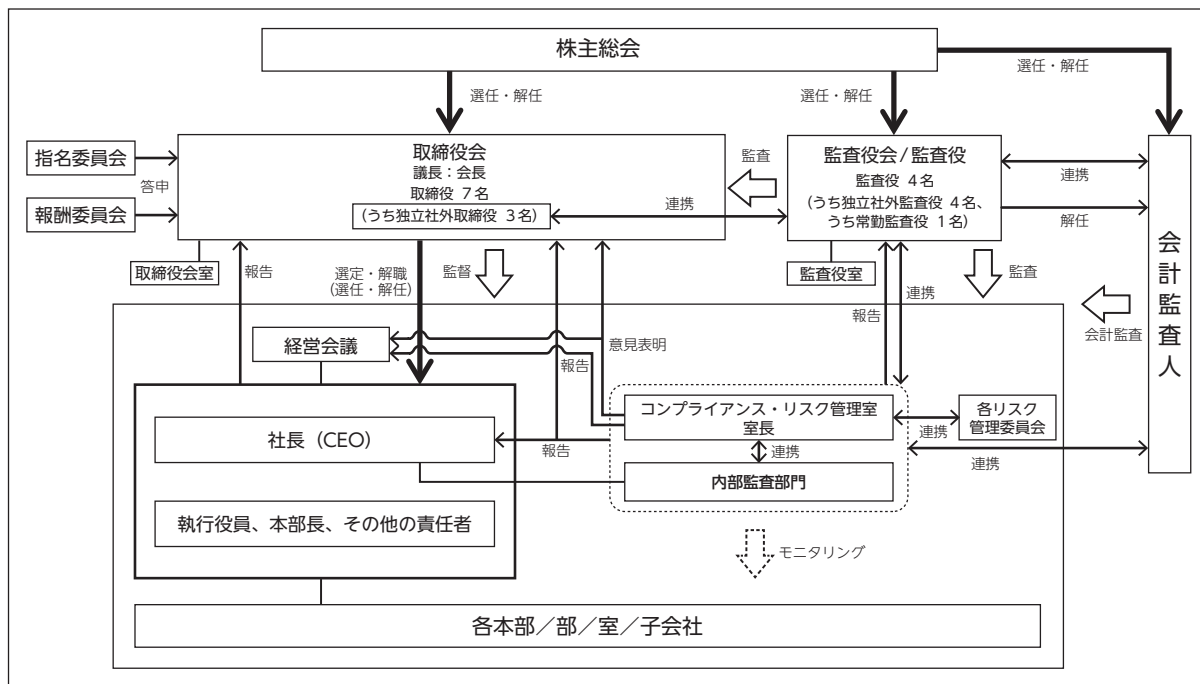 株主総会
選任・解任
選任・解任
選任・解任
指名委員会
答申
報酬委員会
取締役会
議長：会長
取締役 7名
（うち独立社外取締役 3名）
監査
連携
監査役会/監査役
監査役 4名
（うち独立社外監査役 4名、
うち常勤監査役 1名）
連携
解任
会計監査人
取締役会室
報告
選定・解職
(選任・解任)
監督
監査役室
監査
連携
報告
会計監査
経営会議
意見表明
報告
社長（CEO）
報告
コンプライアンス・リスク管理室
室長
連携
内部監査部門
連携
各リスク
管理委員会
連携
執行役員、本部長、その他の責任者
モニタリング
各本部／部／室／子会社